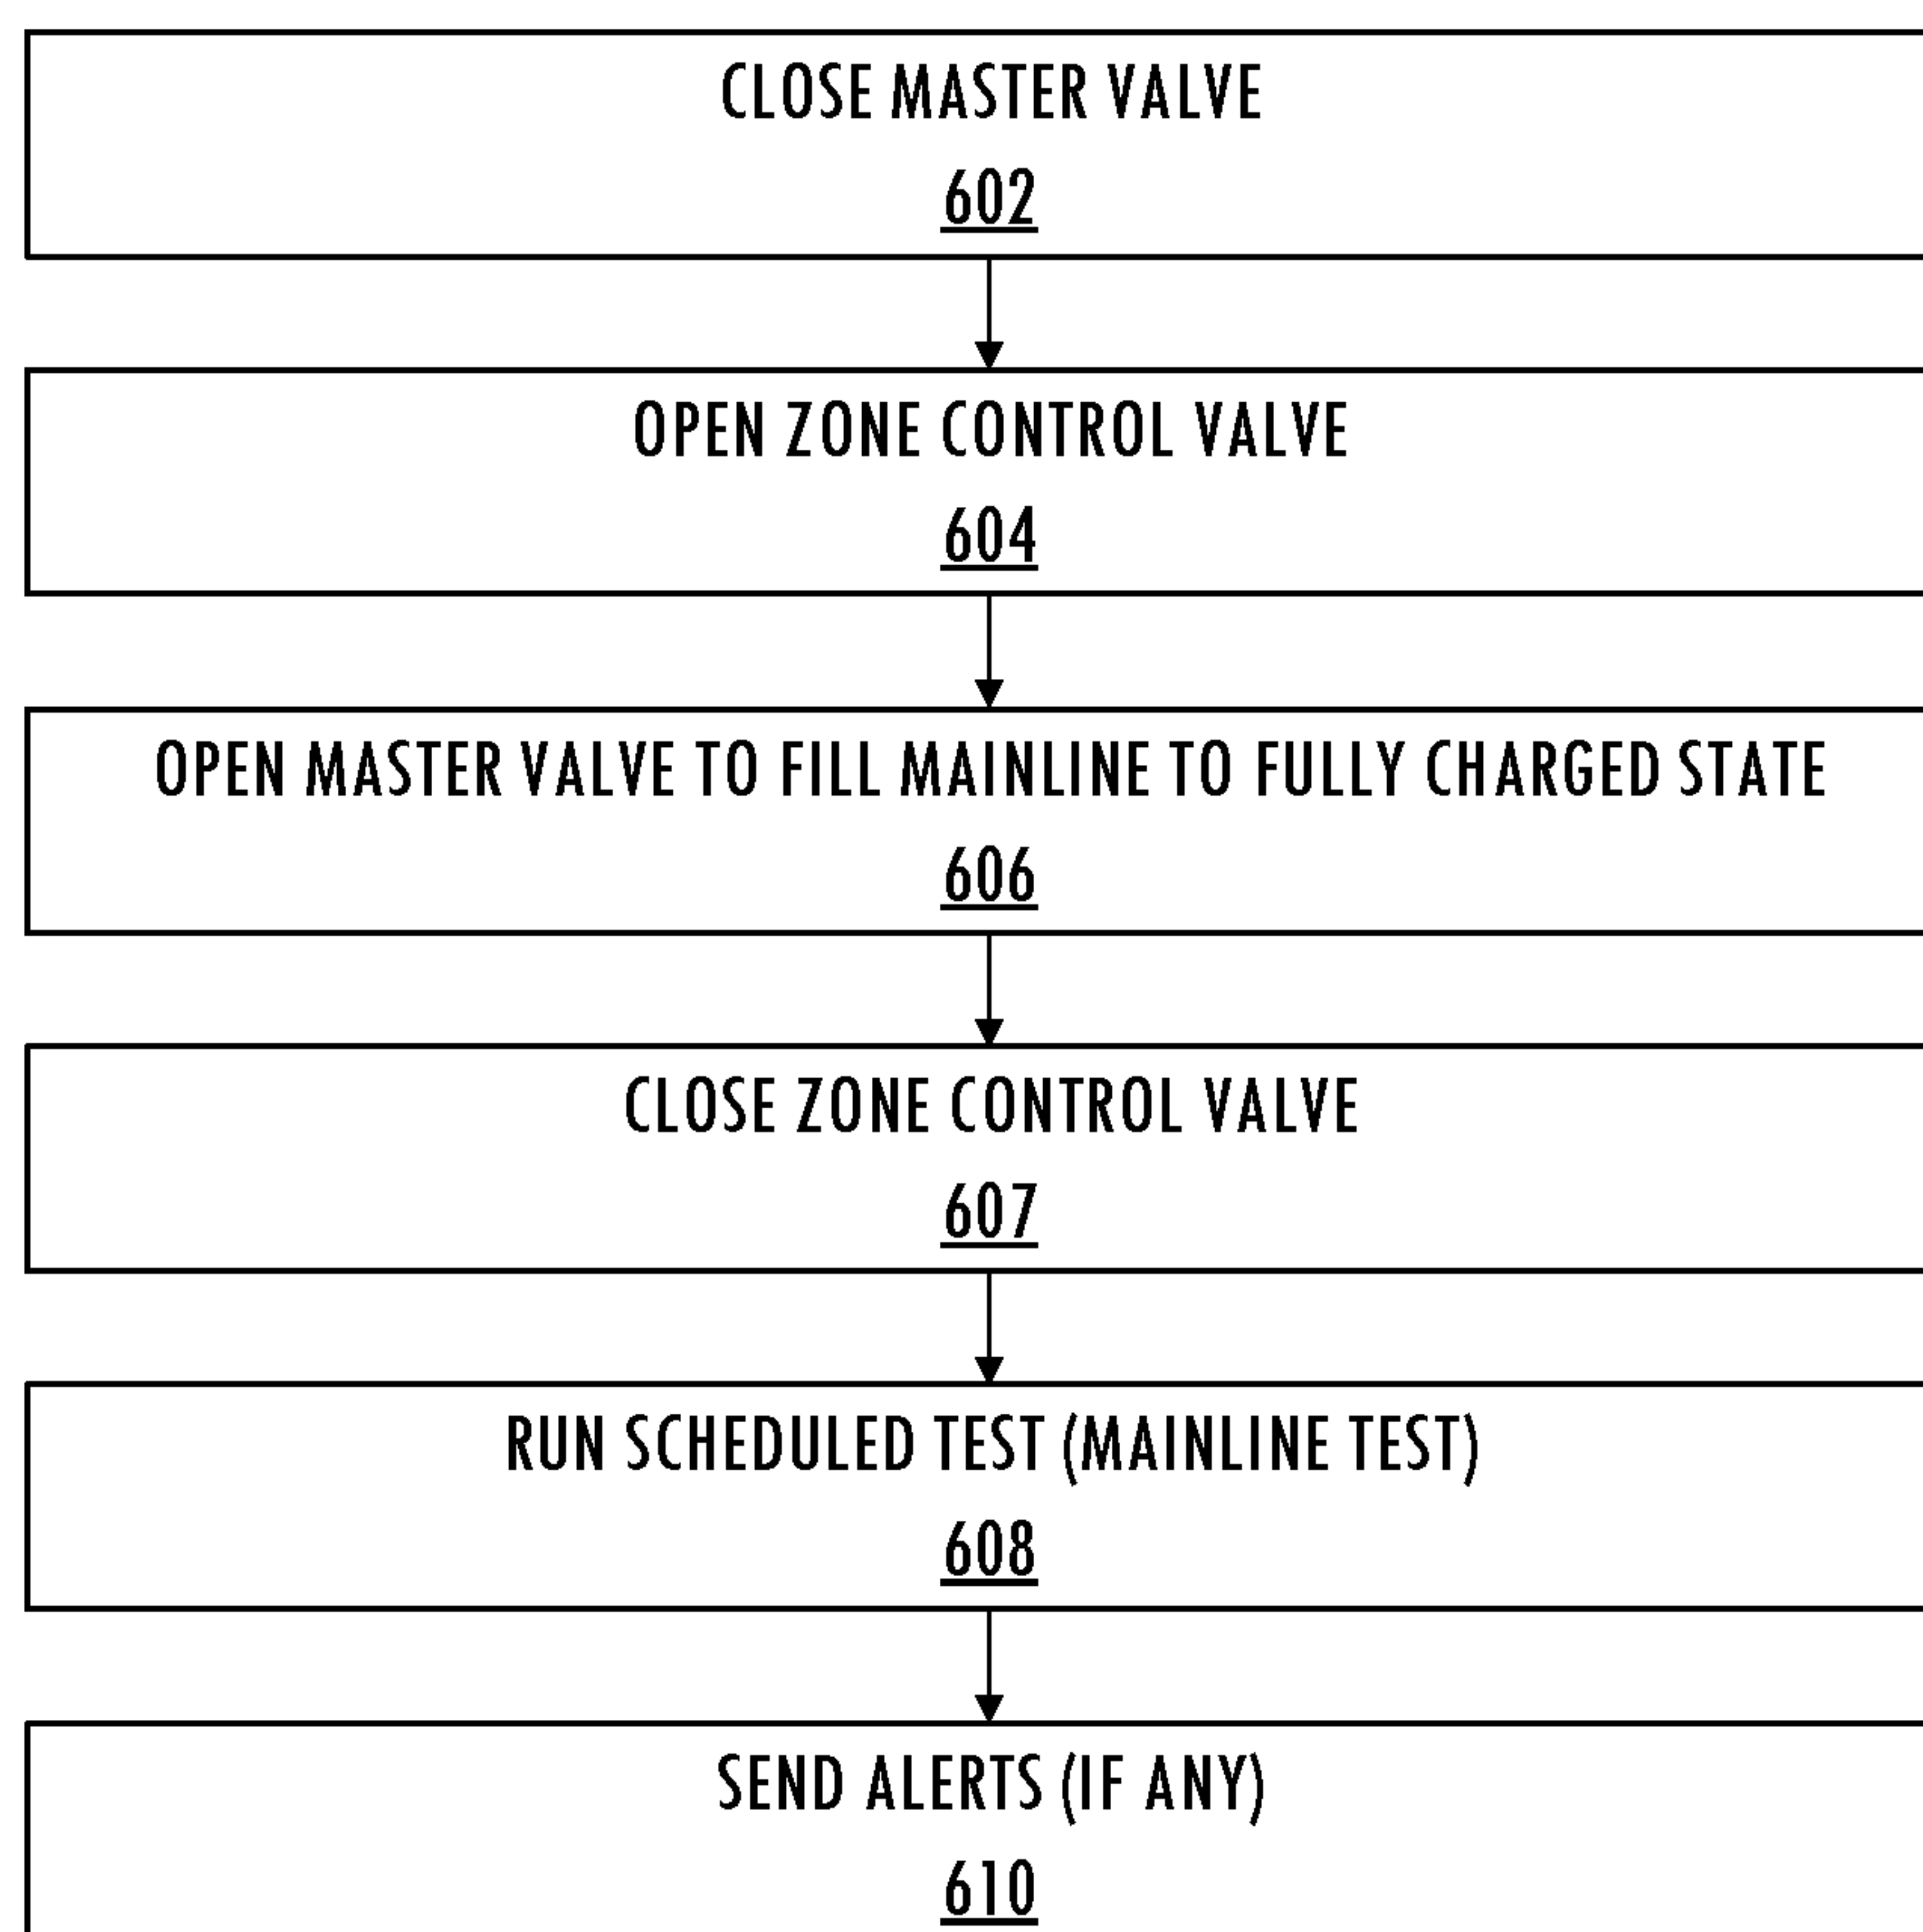 CLOSE MASTER VALVE
602
OPEN ZONE CONTROL VALVE
604
OPEN MASTER VALVE TO FILL MAINLINE TO FULLY CHARGED STATE
606
CLOSE ZONE CONTROL VALVE
607
RUN SCHEDULED TEST (MAINLINE TEST)
608
SEND ALERTS (IF ANY)
610